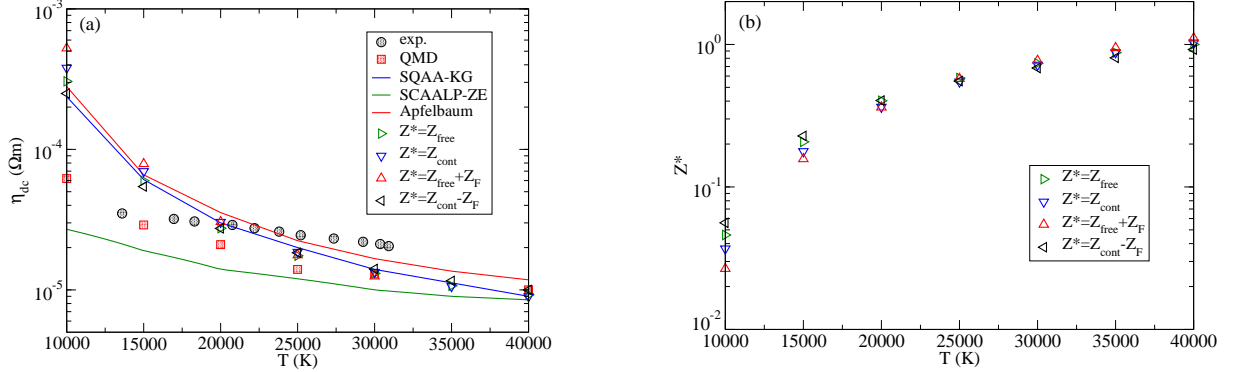 (a)
η_dc (Ωm)
10^-3
10^-4
10^-5
exp.
QMD
SQAA-KG
SCAALP-ZE
Apfelbaum
Z*=Z_free
Z*=Z_cont
Z*=Z_free+Z_F
Z*=Z_cont-Z_F
10000 15000 20000 25000 30000 35000 40000
T (K)
(b)
Z*
10^0
10^-1
10^-2
Z*=Z_free
Z*=Z_cont
Z*=Z_free+Z_F
Z*=Z_cont-Z_F
10000 15000 20000 25000 30000 35000 40000
T (K)